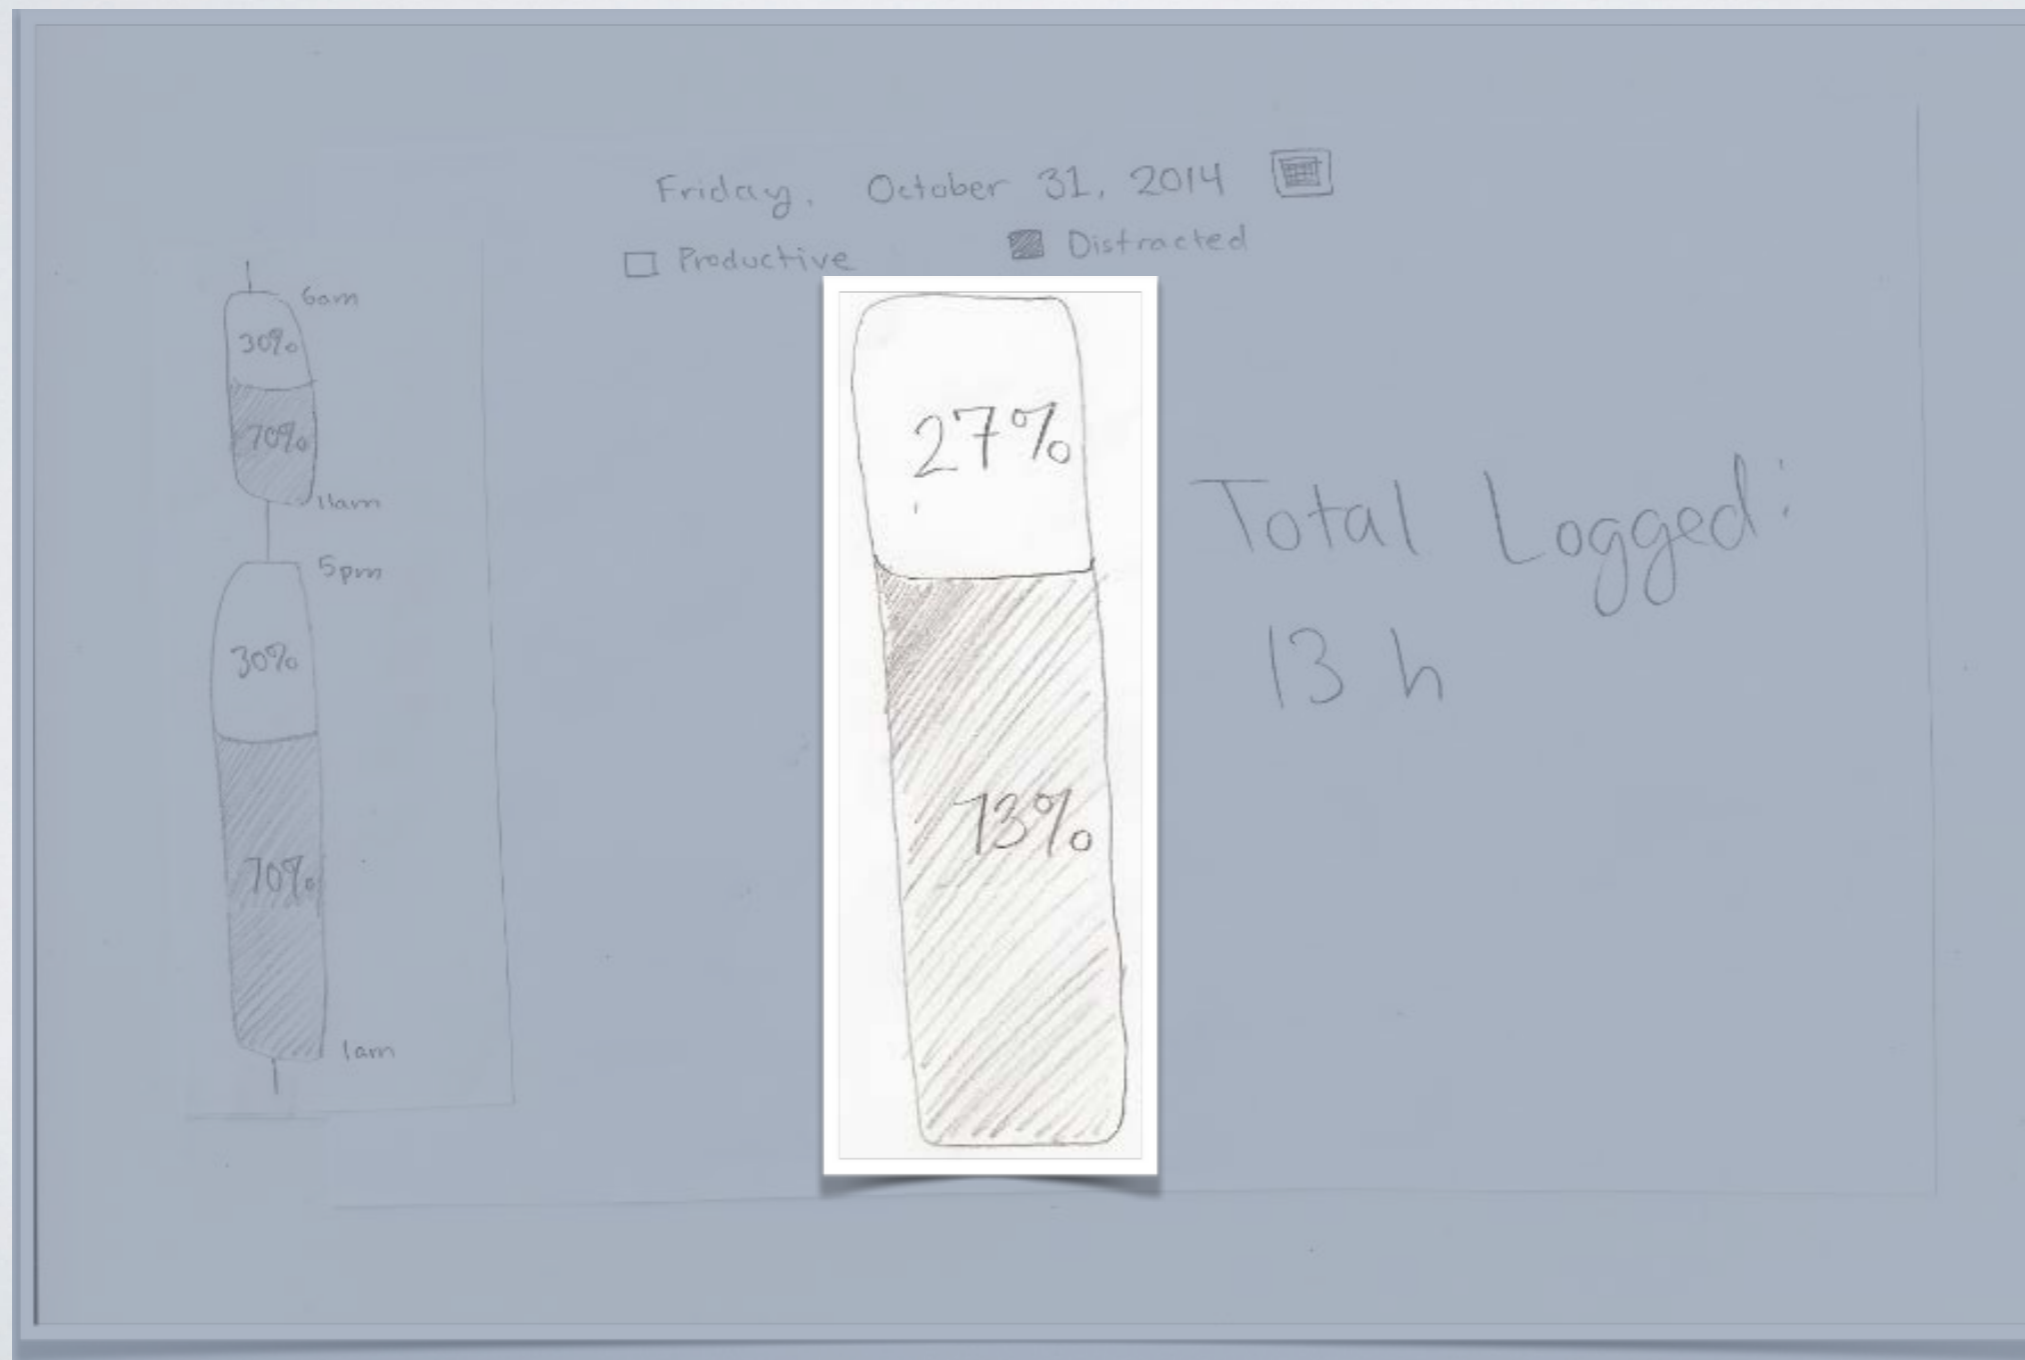 Friday, October 31, 2014
Productive
Distracted
6am
30%
70%
11am
5pm
30%
70%
1am
27%
73%
Total Logged:
13 h